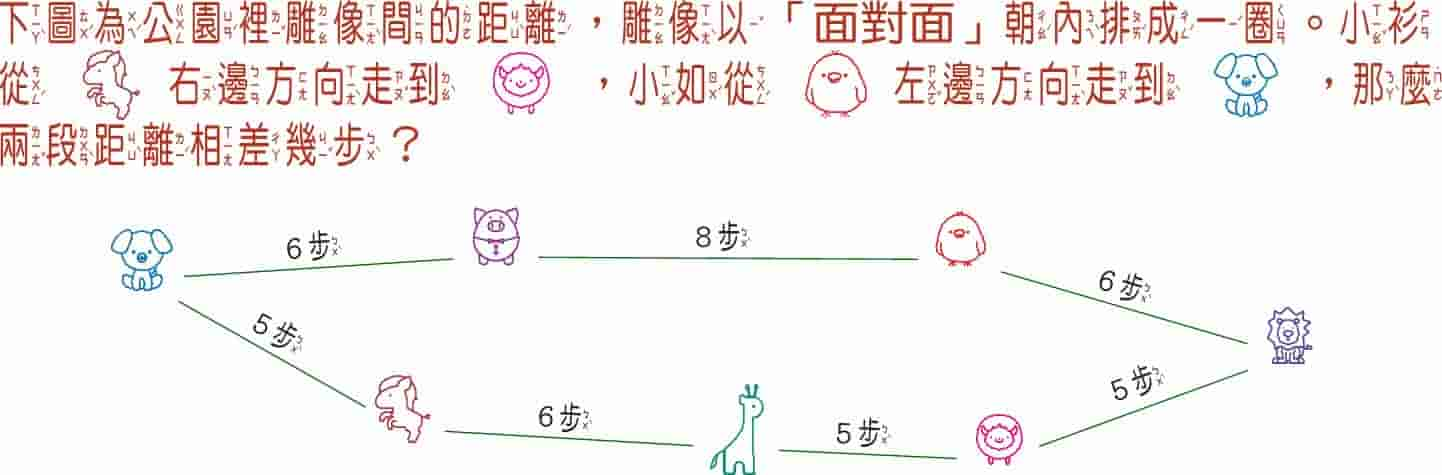 下圖為公園裡雕像間的距離，雕像以「面對面」朝內排成一圈。小衫
從 右邊方向走到 ，小如從 左邊方向走到 ，那麼
兩段距離相差幾步？
6步
8步
6步
5步
5步
6步
5步